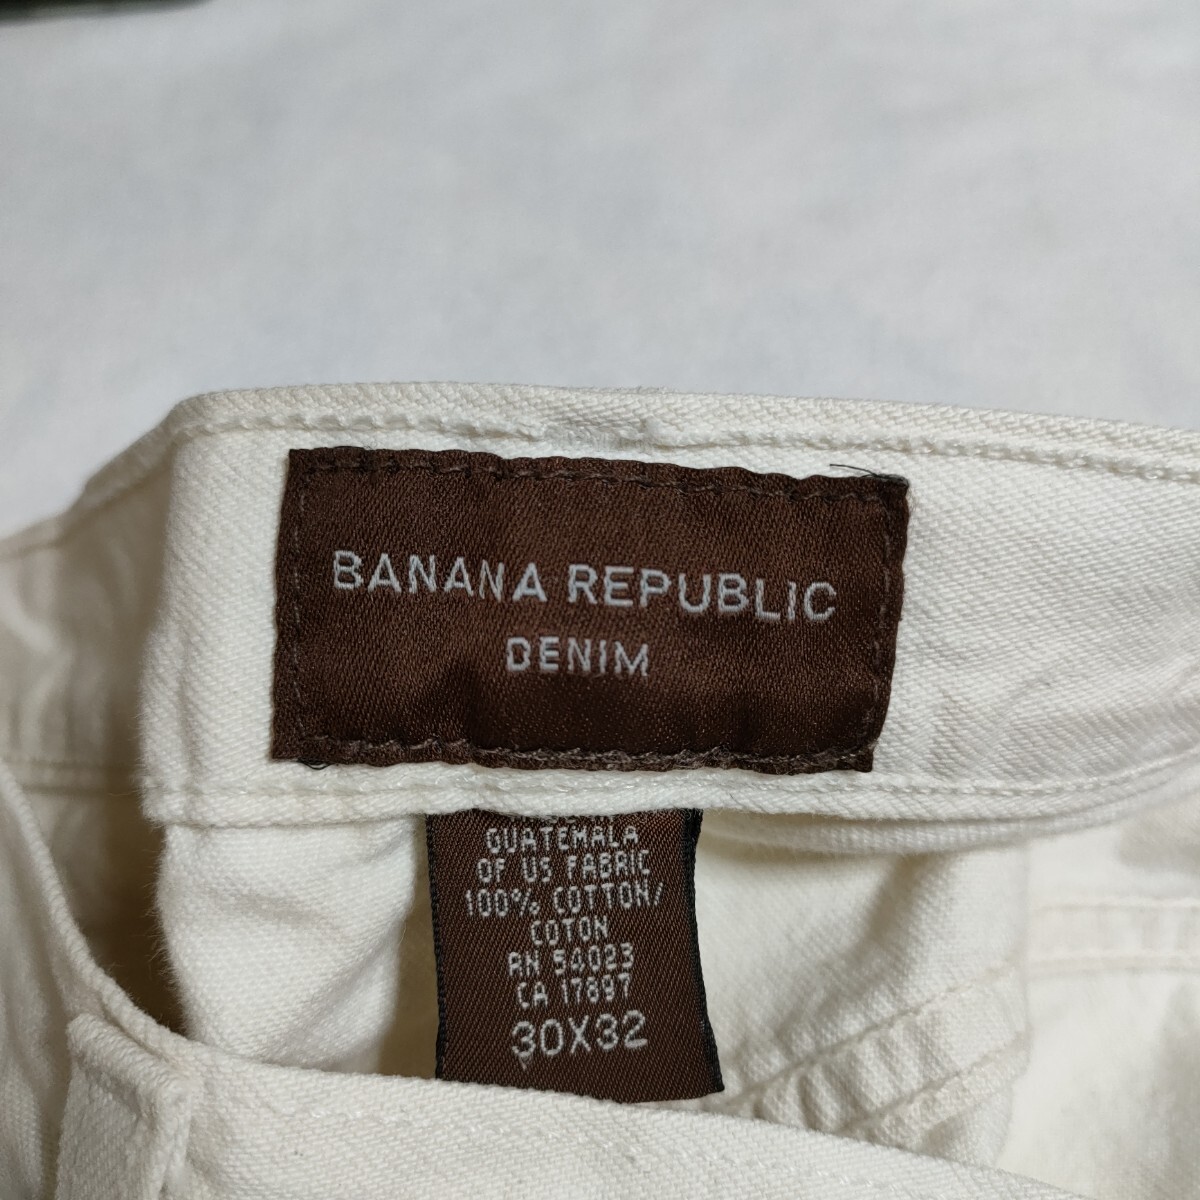 BANANA REPUBLIC
DENIM
GUATEMALA
OF US FABRIC
100% COTTON/
COTON
RN 54023
CA 17897
30X32